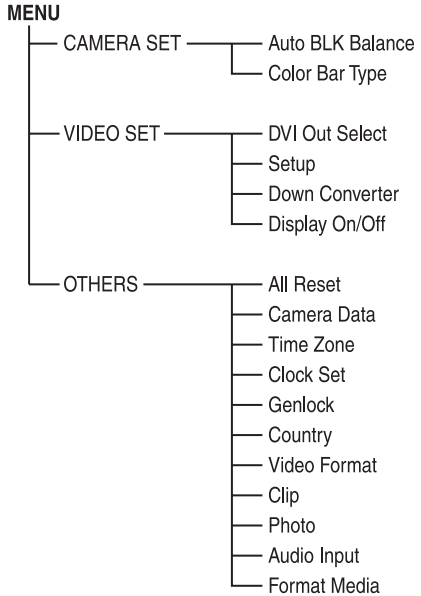 MENU
CAMERA SET
Auto BLK Balance
Color Bar Type
VIDEO SET
DVI Out Select
Setup
Down Converter
Display On/Off
OTHERS
All Reset
Camera Data
Time Zone
Clock Set
Genlock
Country
Video Format
Clip
Photo
Audio Input
Format Media